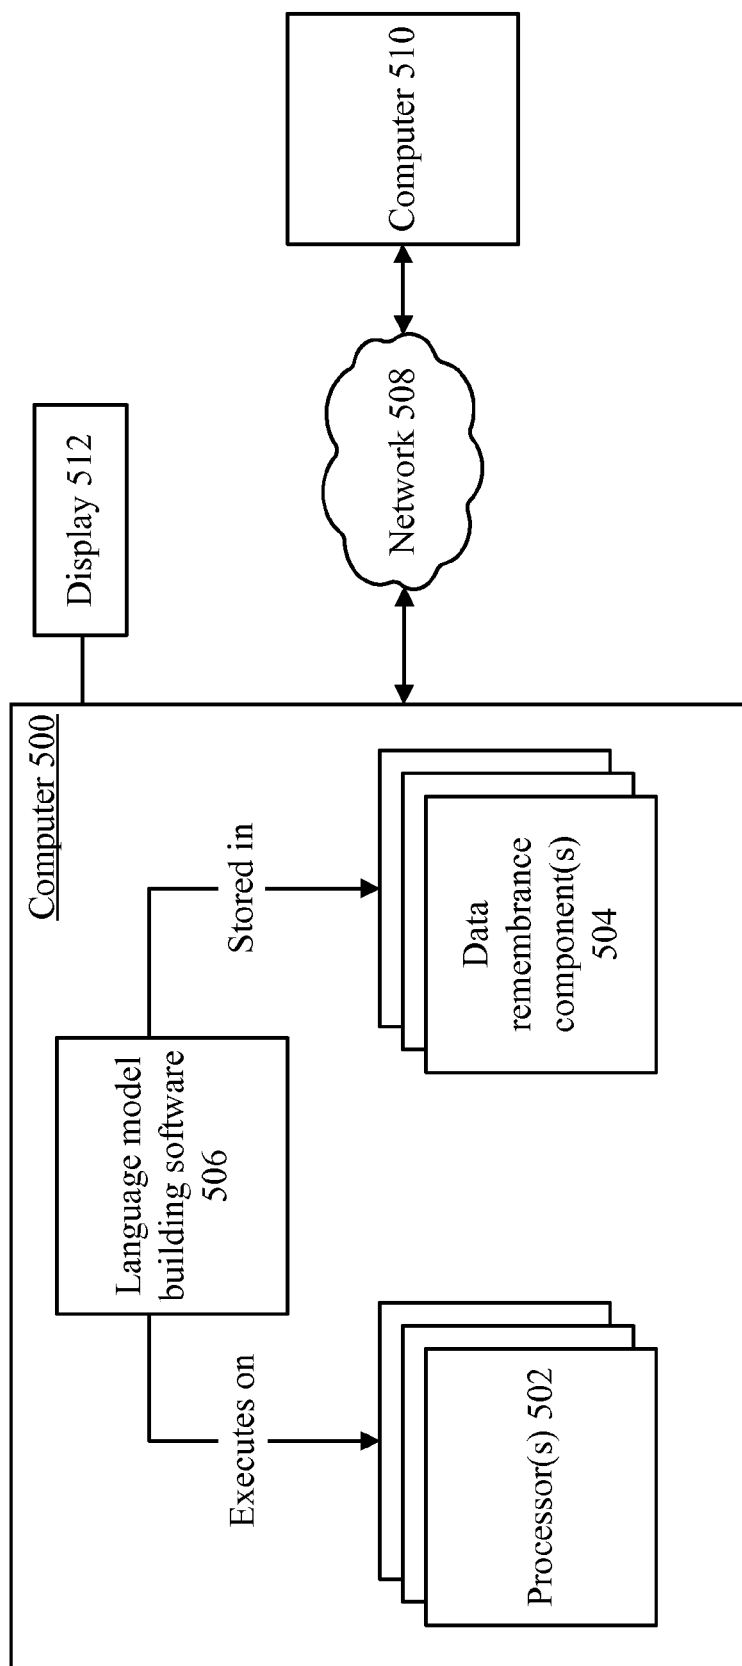 Computer 500
Language model
building software
506
Executes on
Stored in
Processor(s) 502
Data
remembrance
component(s)
504
Display 512
Network 508
Computer 510